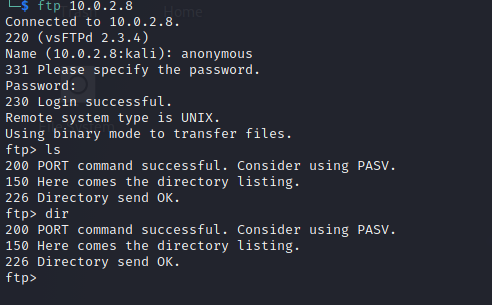 └─$ ftp 10.0.2.8
Home
Connected to 10.0.2.8.
220 (vsFTPd 2.3.4)
Name (10.0.2.8:kali): anonymous
331 Please specify the password.
Password:
230 Login successful.
Remote system type is UNIX.
Using binary mode to transfer files.
ftp> ls
200 PORT command successful. Consider using PASV.
150 Here comes the directory listing.
226 Directory send OK.
ftp> dir
200 PORT command successful. Consider using PASV.
150 Here comes the directory listing.
226 Directory send OK.
ftp>